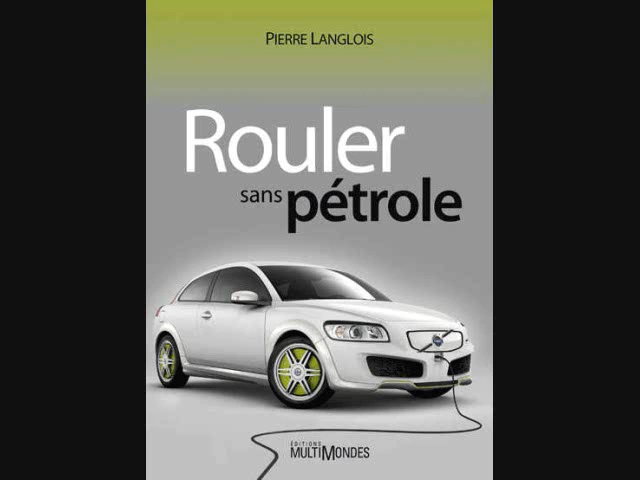 PIERRE LANGLOIS
Rouler
sans pétrole
ÉDITIONS
MULTIMONDES